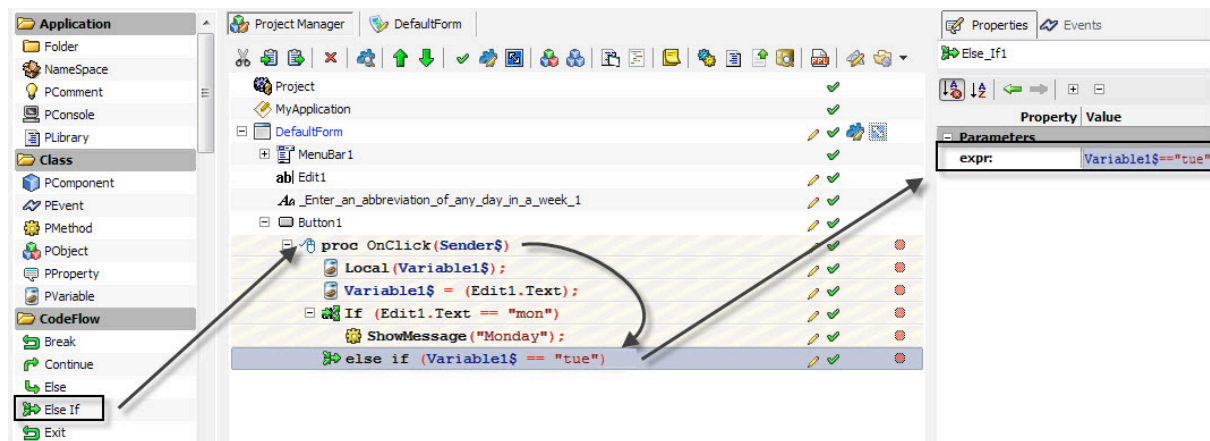 Application
Folder
NameSpace
PComment
PConsole
PLibrary
Class
PComponent
PEvent
PMethod
PObject
PProperty
PVariable
CodeFlow
Break
Continue
Else
Else If
Exit
Project Manager DefaultForm
Project
MyApplication
DefaultForm
MenuBar1
ab| Edit1
Aa _Enter_an_abbreviation_of_any_day_in_a_week_1
Button1
proc OnClick(Sender$)
Local(Variable1$);
Variable1$ = (Edit1.Text);
If (Edit1.Text == "mon")
ShowMessage("Monday");
else if (Variable1$ == "tue")
Properties Events
Else_If1
Property Value
Parameters
expr: Variable1$=="tue"